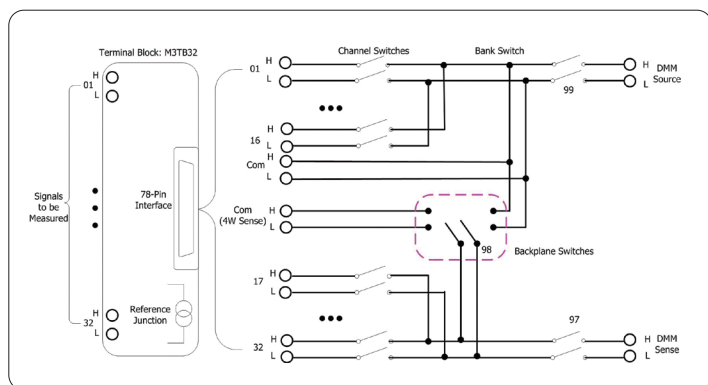 Terminal Block: M3TB32
H
01
L
78-Pin
Interface
Signals
to be
Measured
Reference
Junction
H
32
L
Channel Switches
Bank Switch
01
H
L
16
H
L
Com
H
L
Com
(4W Sense)
H
L
17
H
L
32
H
L
99
H
L
DMM
Source
98
Backplane Switches
97
H
L
DMM
Sense